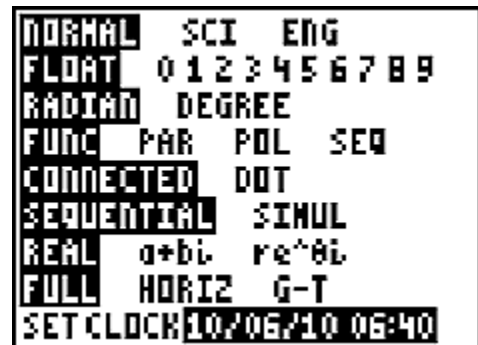 NORMAL SCI ENG
FLOAT 0 1 2 3 4 5 6 7 8 9
RADIAN DEGREE
FUNC PAR POL SEQ
CONNECTED DOT
SEQUENTIAL SIMUL
REAL a+bi re^θi
FULL HORIZ G-T
SET CLOCK 10/06/10 06:40